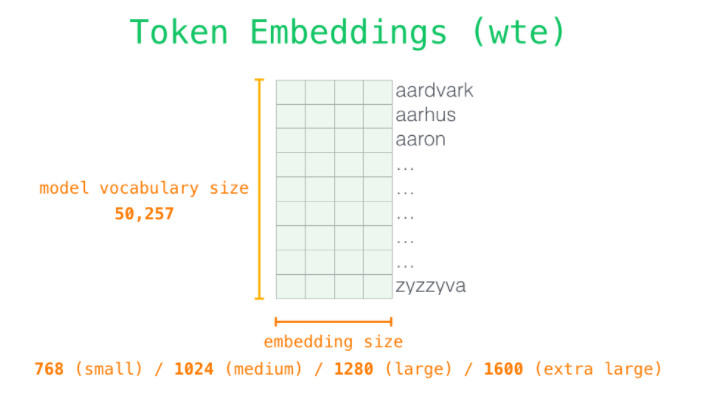 Token Embeddings (wte)
aardvark
aarhus
aaron
...
...
...
...
...
zyzzyva
model vocabulary size
50,257
embedding size
768 (small) / 1024 (medium) / 1280 (large) / 1600 (extra large)